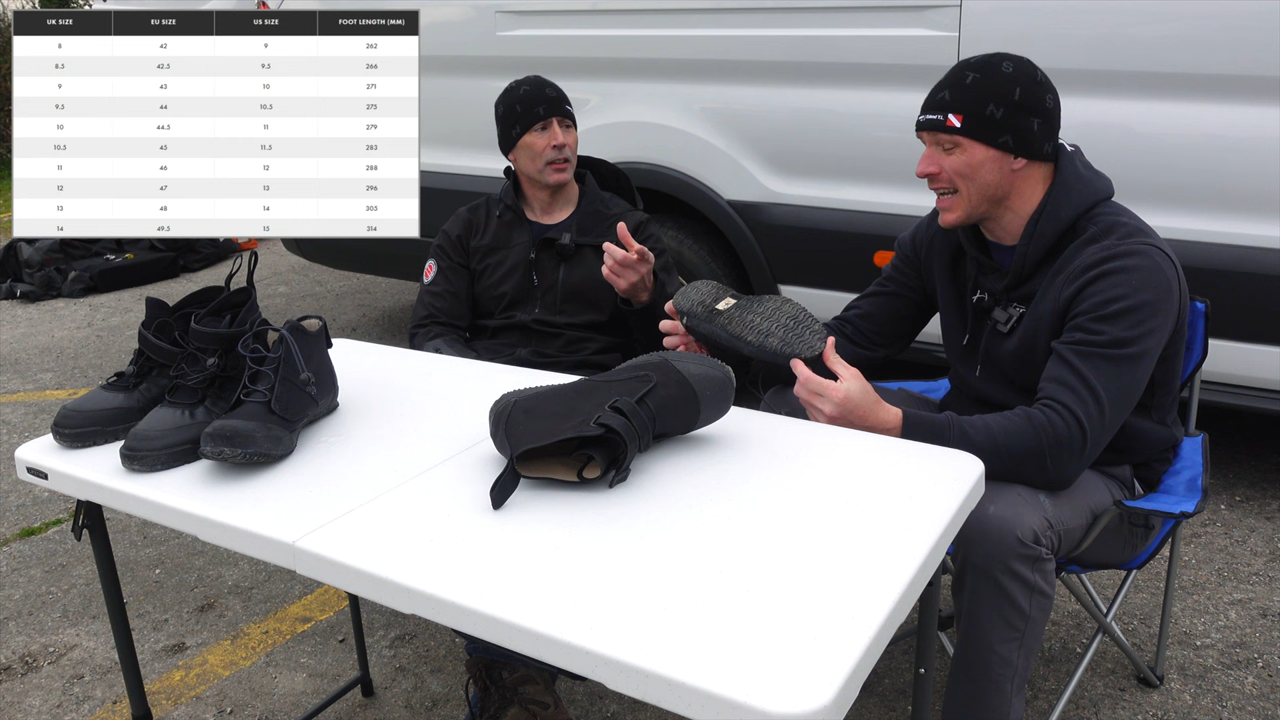 UK SIZE EU SIZE US SIZE FOOT LENGTH (MM)
8 42 9 262
8.5 42.5 9.5 266
9 43 10 271
9.5 44 10.5 275
10 44.5 11 279
10.5 45 11.5 283
11 46 12 288
12 47 13 296
13 48 14 305
14 49.5 15 314